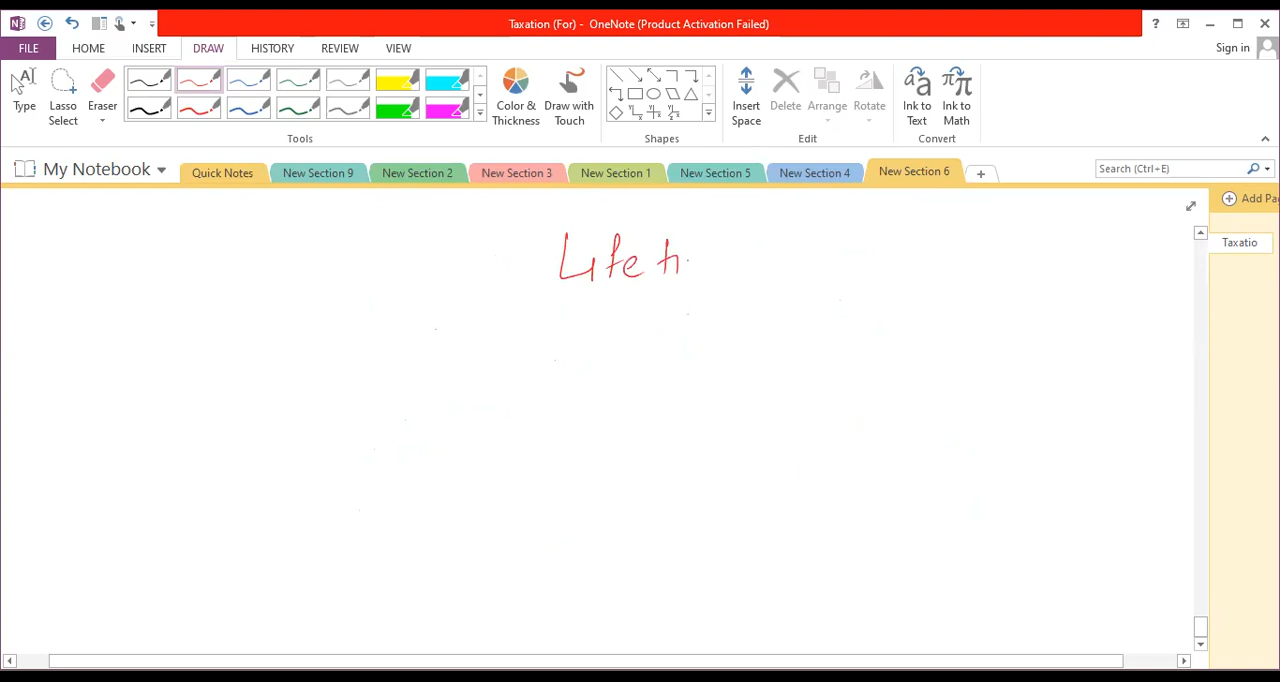 Taxation (For) - OneNote (Product Activation Failed)
?
FILE HOME INSERT DRAW HISTORY REVIEW VIEW Sign in
Type Lasso Select Eraser Color & Thickness Draw with Touch Insert Space Delete Arrange Rotate Ink to Text Ink to Math
Tools Shapes Edit Convert
My Notebook Quick Notes New Section 9 New Section 2 New Section 3 New Section 1 New Section 5 New Section 4 New Section 6 Search (Ctrl+E)
Add Pa
Taxatio
Life ti